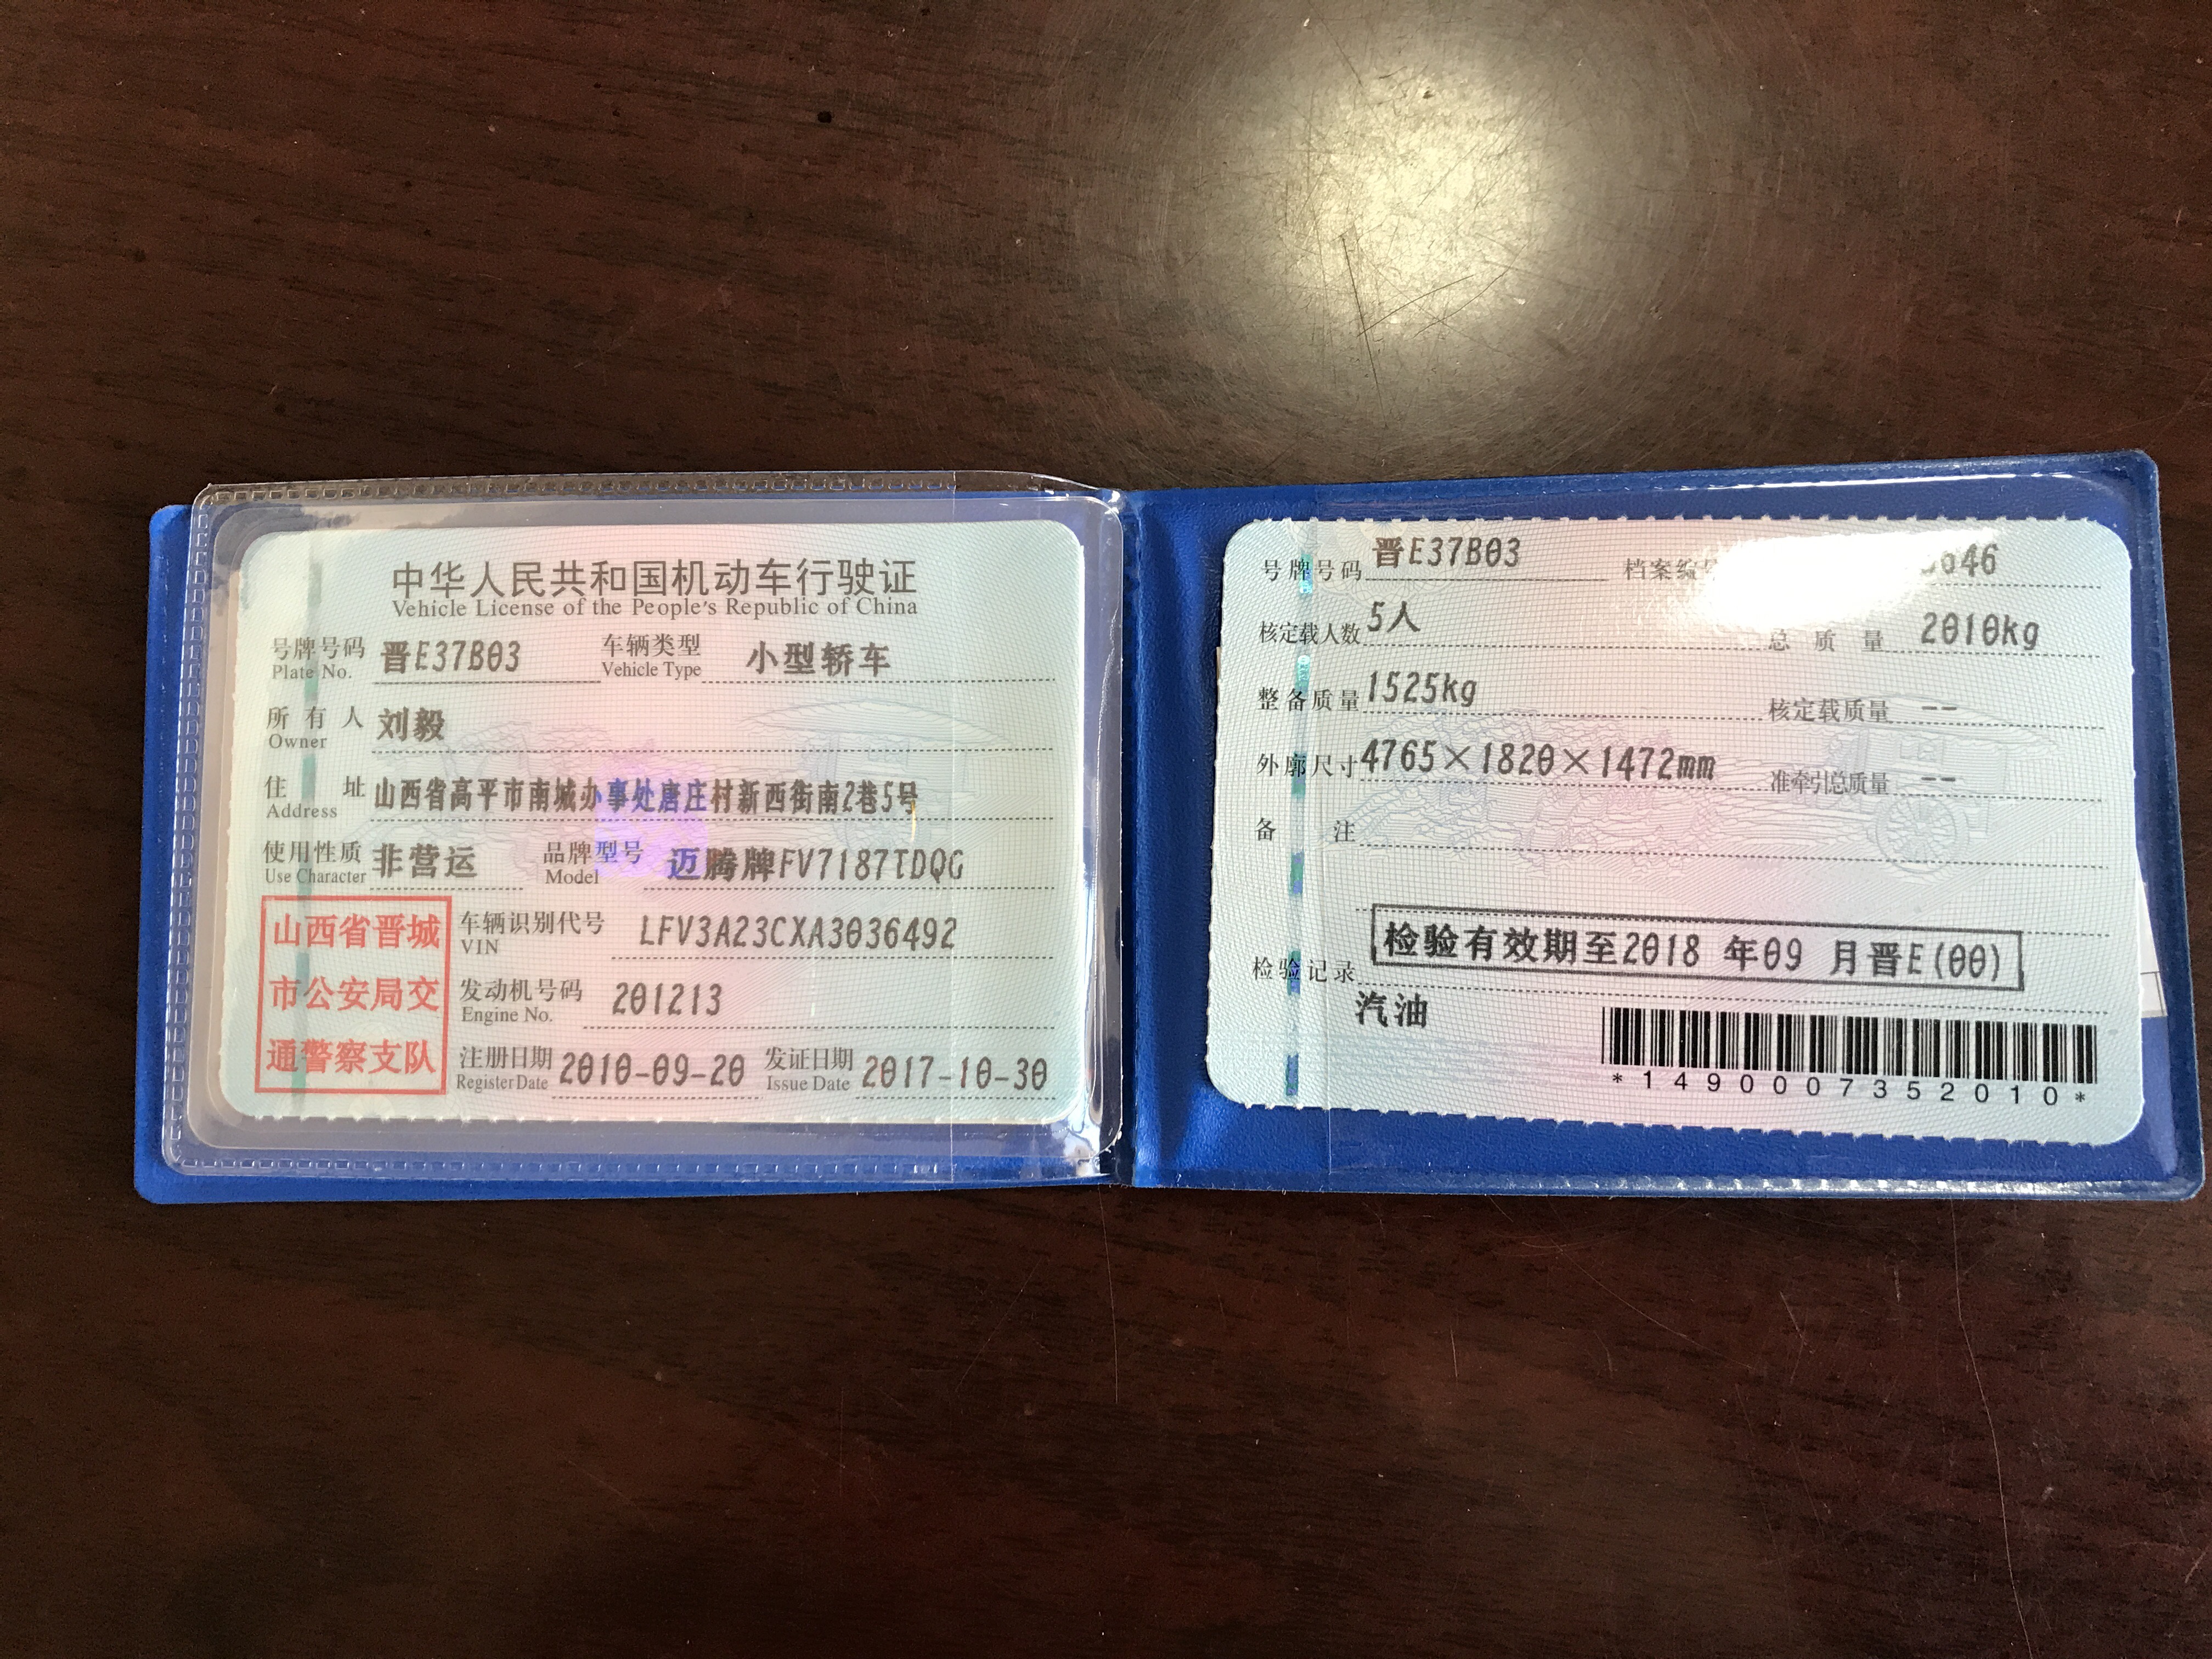 中华人民共和国机动车行驶证
Vehicle License of the People's Republic of China
号牌号码 晋E37B03 车辆类型 小型轿车
Plate No. Vehicle Type
所有人 刘毅
Owner
住址 山西省高平市南城办事处唐庄村新西街南2巷5号
Address
使用性质 非营运 品牌型号 迈腾牌FV7187TDQG
Use Character Model
山西省晋城
市公安局交
通警察支队
车辆识别代号 LFV3A23CXA3036492
VIN
发动机号码 201213
Engine No.
注册日期 2010-09-20 发证日期 2017-10-30
Register Date Issue Date
号牌号码 晋E37B03 档案编号 646
核定载人数 5人 总质量 2010kg
整备质量 1525kg 核定载质量 --
外廓尺寸 4765×1820×1472mm 准牵引总质量 --
备注
检验记录 检验有效期至2018 年09 月晋E(00)
汽油
*1490007352010*